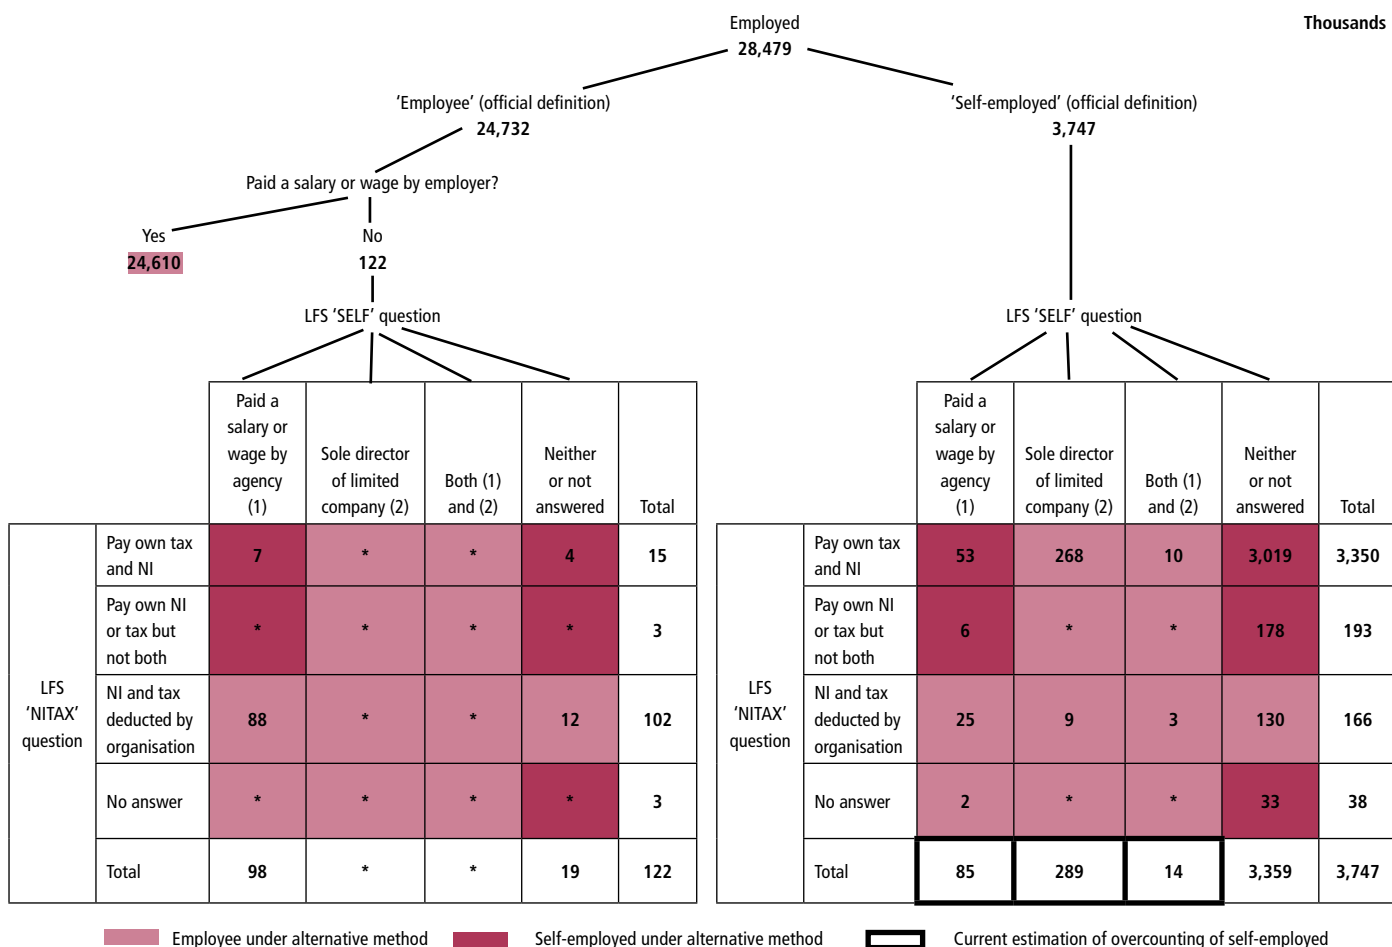 Employed
Thousands
28,479
'Employee' (official definition)
'Self-employed' (official definition)
24,732
3,747
Paid a salary or wage by employer?
Yes
No
24,610
122
LFS 'SELF' question
LFS 'SELF' question
Paid a
salary or
wage by
agency
(1)
Sole director
of limited
company (2)
Both (1)
and (2)
Neither
or not
answered
Total
LFS
'NITAX'
question
Pay own tax
and NI
7 * * 4 15
Pay own NI
or tax but
not both
* * * * 3
NI and tax
deducted by
organisation
88 * * 12 102
No answer
* * * * 3
Total
98 * * 19 122
Paid a
salary or
wage by
agency
(1)
Sole director
of limited
company (2)
Both (1)
and (2)
Neither
or not
answered
Total
LFS
'NITAX'
question
Pay own tax
and NI
53 268 10 3,019 3,350
Pay own NI
or tax but
not both
6 * * 178 193
NI and tax
deducted by
organisation
25 9 3 130 166
No answer
2 * * 33 38
Total
85 289 14 3,359 3,747
Employee under alternative method
Self-employed under alternative method
Current estimation of overcounting of self-employed